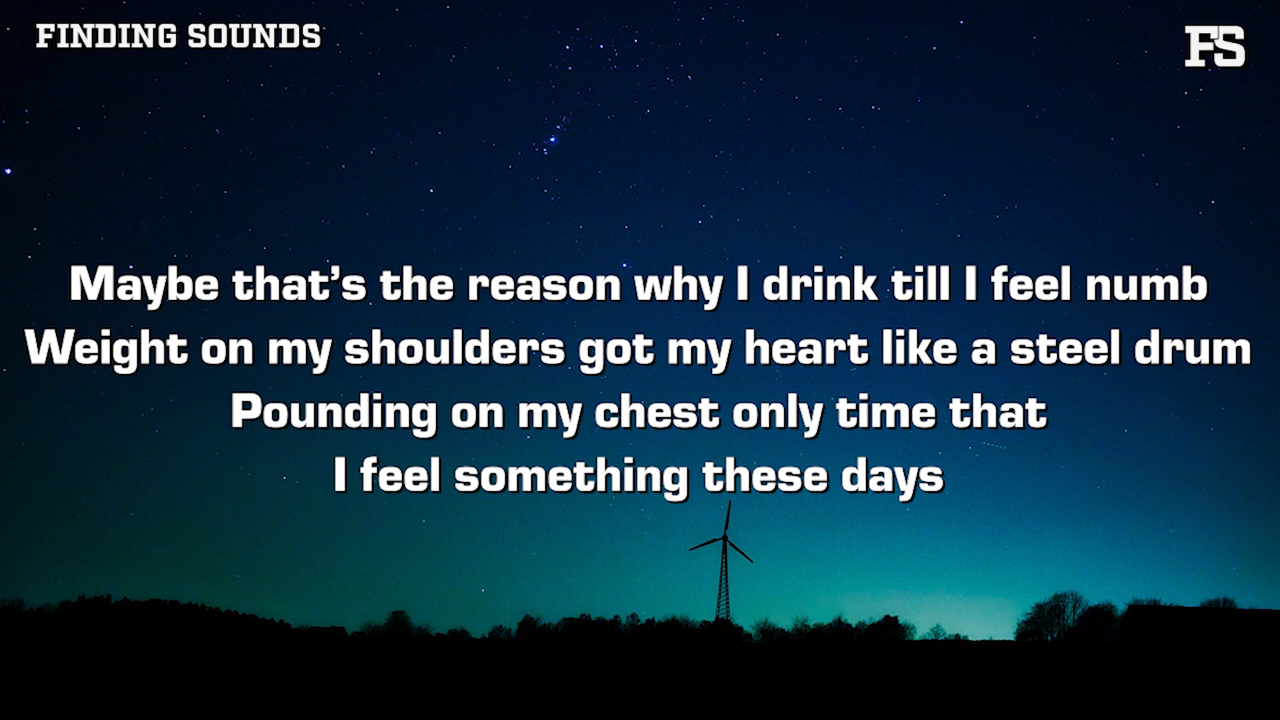 FINDING SOUNDS
FS
Maybe that’s the reason why I drink till I feel numb
Weight on my shoulders got my heart like a steel drum
Pounding on my chest only time that
I feel something these days